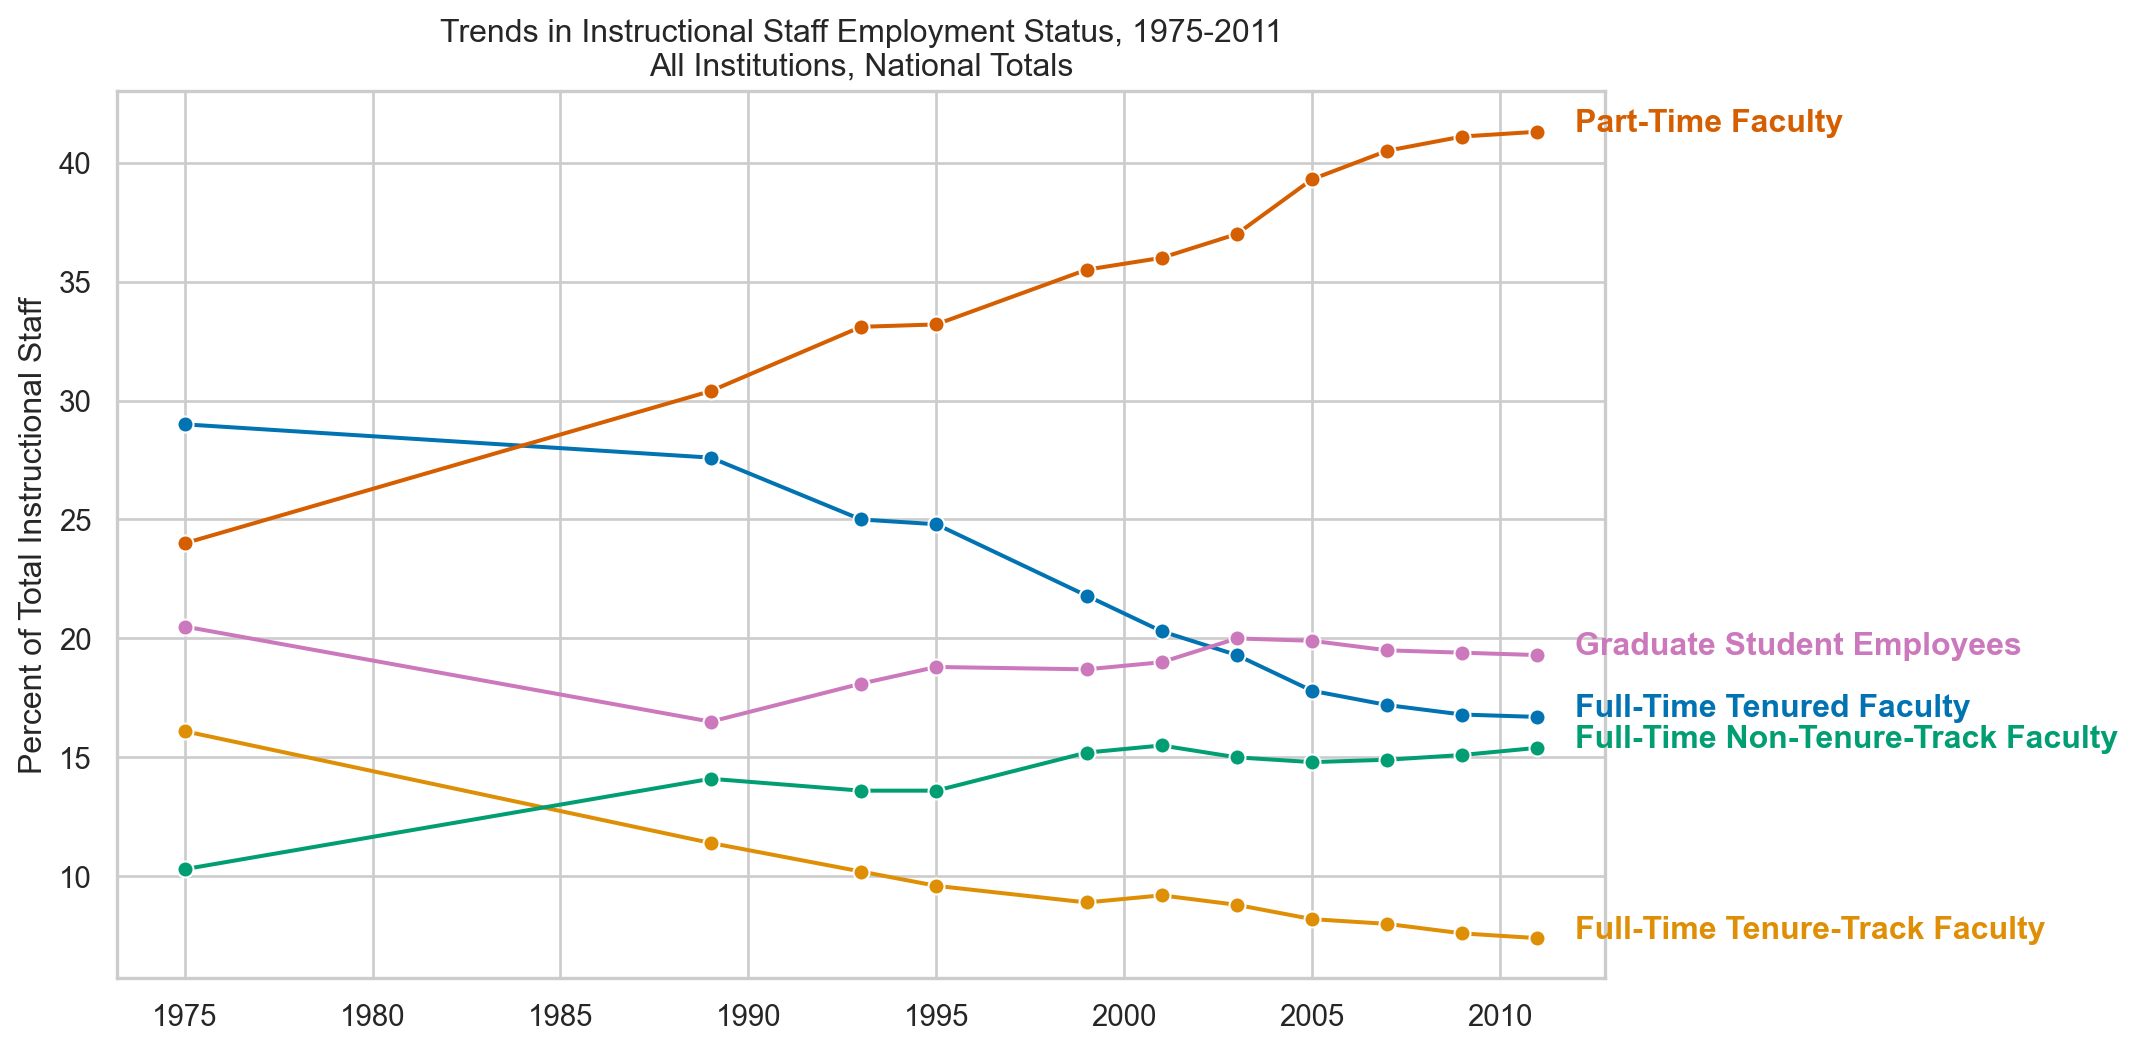 Trends in Instructional Staff Employment Status, 1975-2011
All Institutions, National Totals
Percent of Total Instructional Staff
40
35
30
25
20
15
10
Part-Time Faculty
Graduate Student Employees
Full-Time Tenured Faculty
Full-Time Non-Tenure-Track Faculty
Full-Time Tenure-Track Faculty
1975 1980 1985 1990 1995 2000 2005 2010